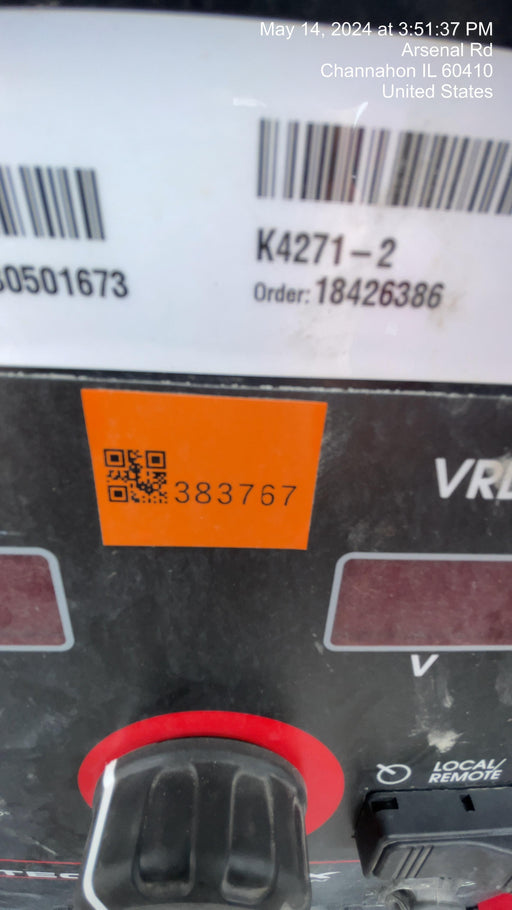 May 14, 2024 at 3:51:37 PM
Arsenal Rd
Channahon IL 60410
United States
K4271-2
0501673
Order: 18426386
383767
V
LOCAL/
REMOTE